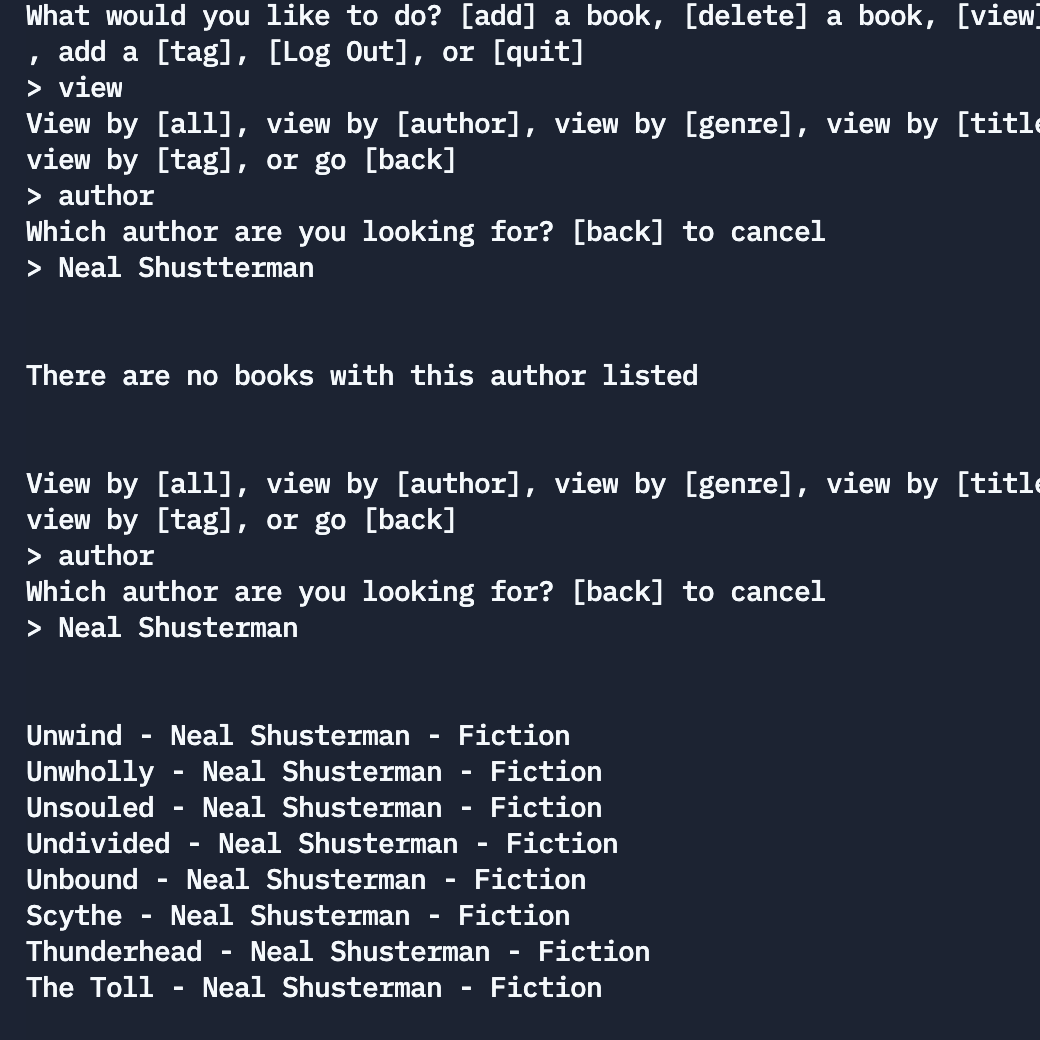 What would you like to do? [add] a book, [delete] a book, [view]
, add a [tag], [Log Out], or [quit]
> view
View by [all], view by [author], view by [genre], view by [title
view by [tag], or go [back]
> author
Which author are you looking for? [back] to cancel
> Neal Shustterman
There are no books with this author listed
View by [all], view by [author], view by [genre], view by [title
view by [tag], or go [back]
> author
Which author are you looking for? [back] to cancel
> Neal Shusterman
Unwind - Neal Shusterman - Fiction
Unwholly - Neal Shusterman - Fiction
Unsouled - Neal Shusterman - Fiction
Undivided - Neal Shusterman - Fiction
Unbound - Neal Shusterman - Fiction
Scythe - Neal Shusterman - Fiction
Thunderhead - Neal Shusterman - Fiction
The Toll - Neal Shusterman - Fiction